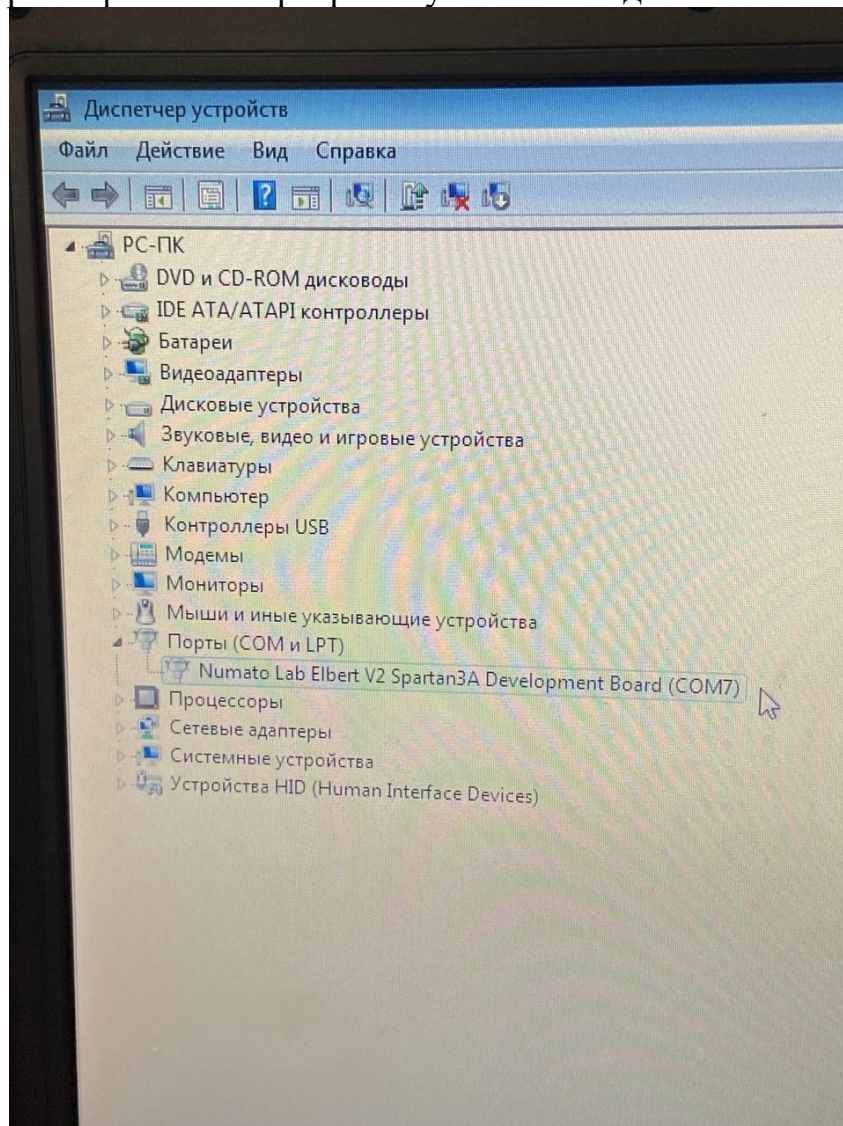 Диспетчер устройств
Файл Действие Вид Справка
PC-ПК
DVD и CD-ROM дисководы
IDE ATA/ATAPI контроллеры
Батареи
Видеоадаптеры
Дисковые устройства
Звуковые, видео и игровые устройства
Клавиатуры
Компьютер
Контроллеры USB
Модемы
Мониторы
Мыши и иные указывающие устройства
Порты (COM и LPT)
Numato Lab Elbert V2 Spartan3A Development Board (COM7)
Процессоры
Сетевые адаптеры
Системные устройства
Устройства HID (Human Interface Devices)